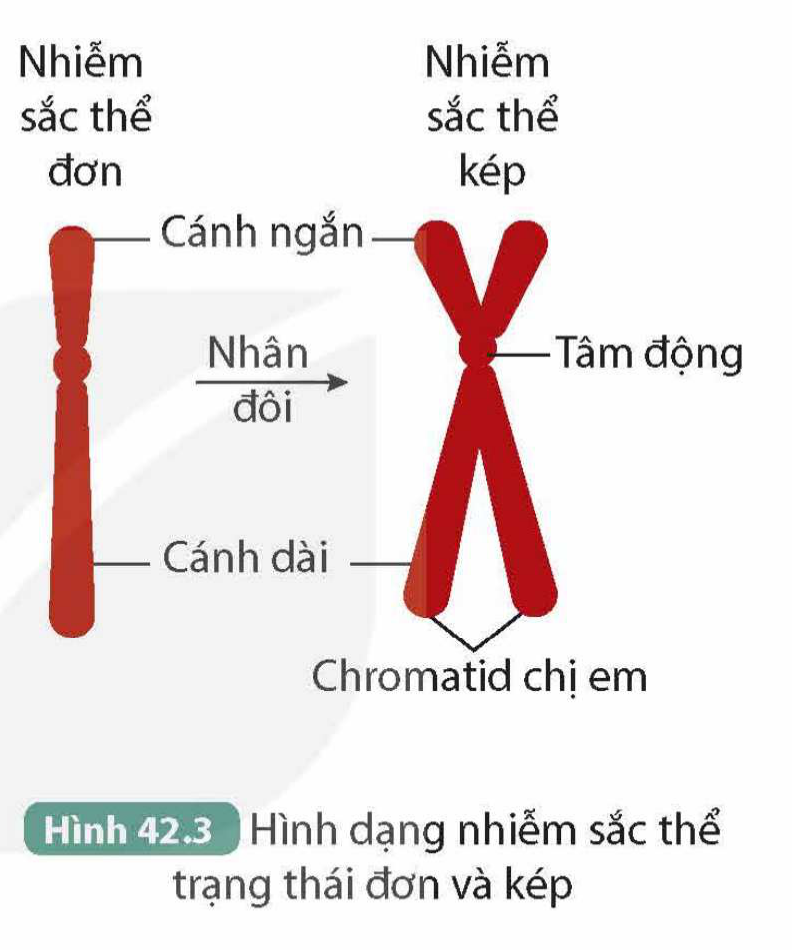 Nhiễm
sắc thể
đơn
Nhiễm
sắc thể
kép
Cánh ngắn
Nhân
đôi
Tâm động
Cánh dài
Chromatid chị em
Hình 42.3 Hình dạng nhiễm sắc thể
trạng thái đơn và kép